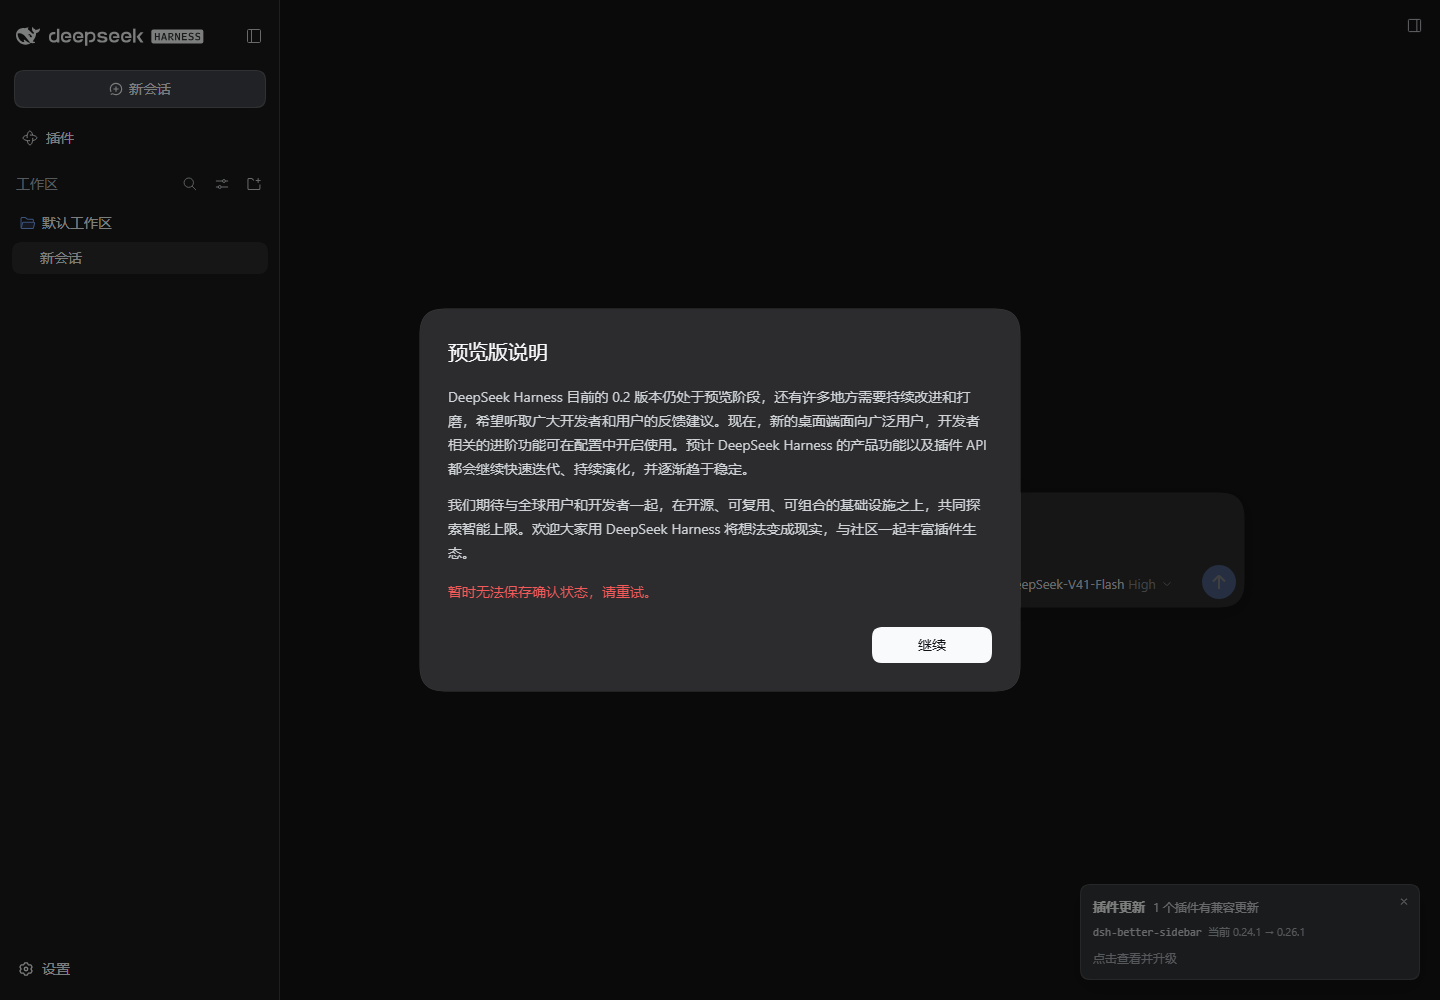 deepseek HARNESS
新会话
插件
工作区
默认工作区
新会话
预览版说明
DeepSeek Harness 目前的 0.2 版本仍处于预览阶段，还有许多地方需要持续改进和打
磨，希望听取广大开发者和用户的反馈建议。现在，新的桌面端面向广泛用户，开发者
相关的进阶功能可在配置中开启使用。预计 DeepSeek Harness 的产品功能以及插件 API
都会继续快速迭代、持续演化，并逐渐趋于稳定。
我们期待与全球用户和开发者一起，在开源、可复用、可组合的基础设施之上，共同探
索智能上限。欢迎大家用 DeepSeek Harness 将想法变成现实，与社区一起丰富插件生
态。
暂时无法保存确认状态，请重试。
继续
epSeek-V41-Flash High
插件更新 1 个插件有兼容更新
dsh-better-sidebar 当前 0.24.1 → 0.26.1
点击查看并升级
设置